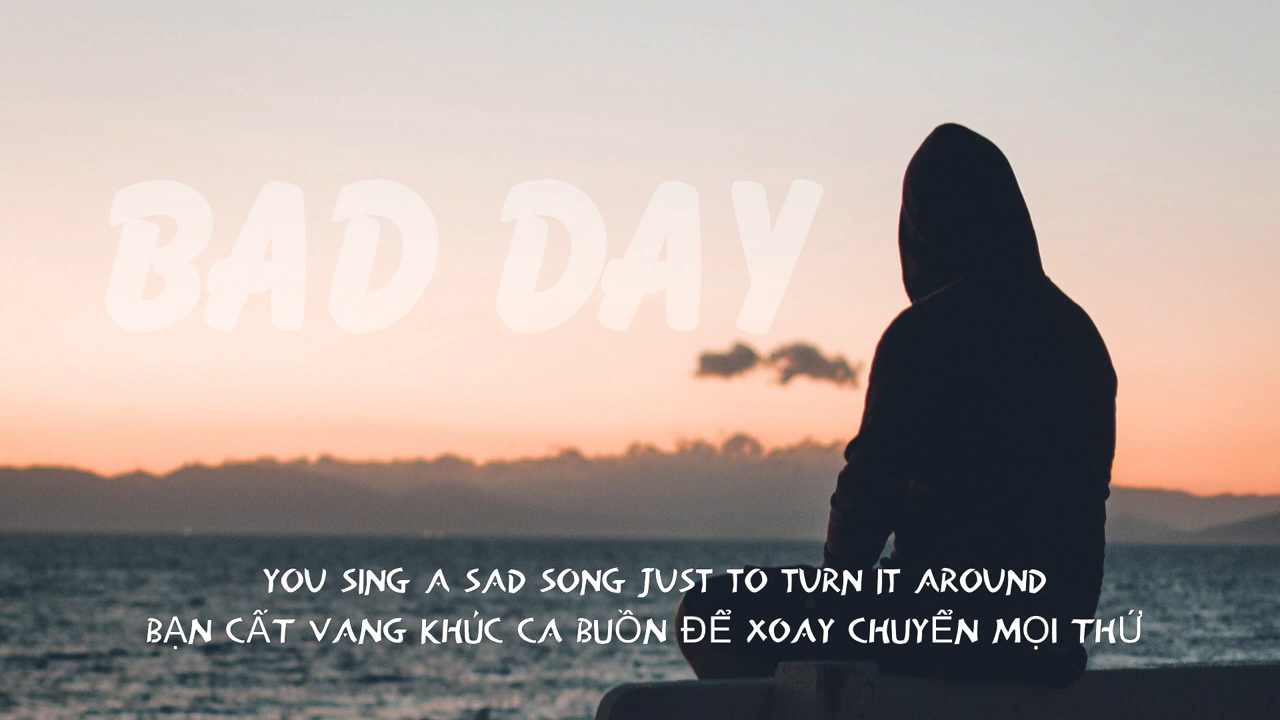 BAD DAY
YOU SING A SAD SONG JUST TO TURN IT AROUND
BẠN CẤT VANG KHÚC CA BUỒN ĐỂ XOAY CHUYỂN MỌI THỨ